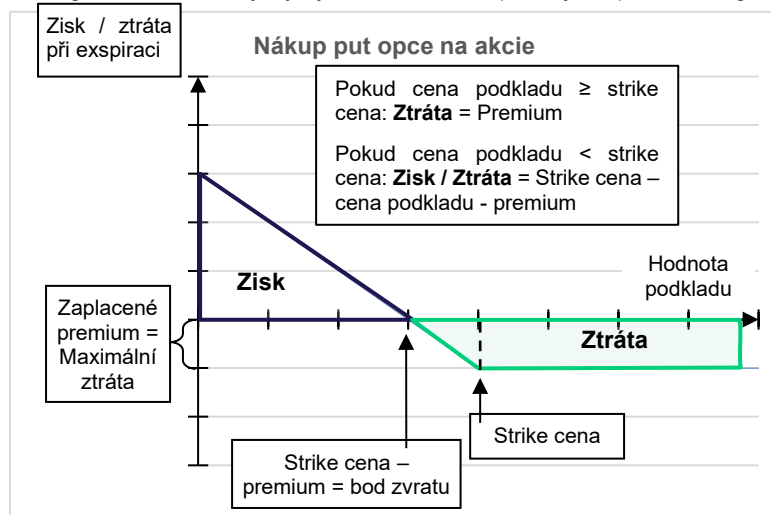 Zisk / ztráta
při exspiraci
Nákup put opce na akcie
Pokud cena podkladu ≥ strike
cena: Ztráta = Premium
Pokud cena podkladu < strike
cena: Zisk / Ztráta = Strike cena –
cena podkladu - premium
Zisk
Hodnota
podkladu
Zaplacené
premium =
Maximální
ztráta
Ztráta
Strike cena
Strike cena –
premium = bod zvratu